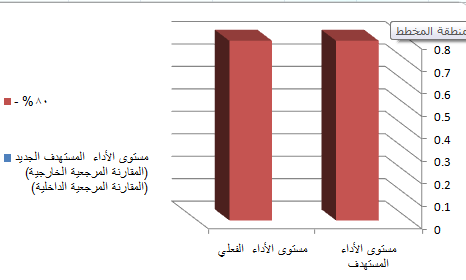 منطقة المخطط
0.8
0.7
0.6
0.5
0.4
0.3
0.2
0.1
0
مستوى الأداء المستهدف
مستوى الأداء الفعلي
٨٠% -
مستوى الأداء المستهدف الجديد
(المقارنة المرجعية الخارجية)
(المقارنة المرجعية الداخلية)